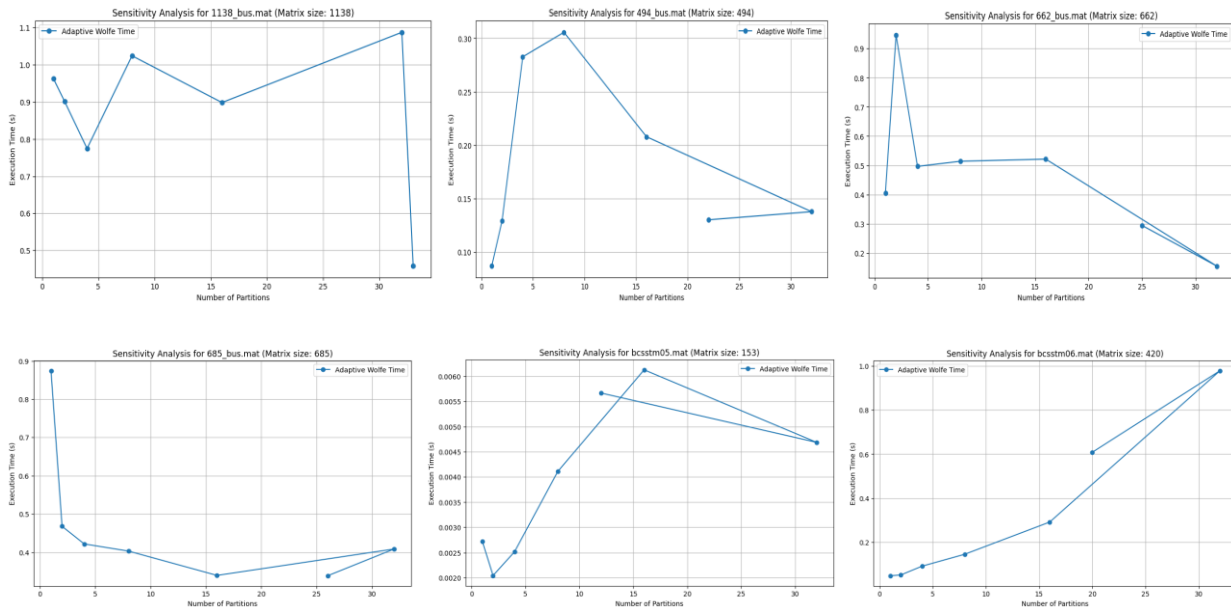 Sensitivity Analysis for 1138_bus.mat (Matrix size: 1138)
Adaptive Wolfe Time
1.1
1.0
0.9
0.8
0.7
0.6
0.5
Execution Time (s)
0 5 10 15 20 25 30
Number of Partitions
Sensitivity Analysis for 494_bus.mat (Matrix size: 494)
Adaptive Wolfe Time
0.30
0.25
0.20
0.15
0.10
Execution Time (s)
0 5 10 15 20 25 30
Number of Partitions
Sensitivity Analysis for 662_bus.mat (Matrix size: 662)
Adaptive Wolfe Time
0.9
0.8
0.7
0.6
0.5
0.4
0.3
0.2
Execution Time (s)
0 5 10 15 20 25 30
Number of Partitions
Sensitivity Analysis for 685_bus.mat (Matrix size: 685)
Adaptive Wolfe Time
0.9
0.8
0.7
0.6
0.5
0.4
Execution Time (s)
0 5 10 15 20 25 30
Number of Partitions
Sensitivity Analysis for bcsstm05.mat (Matrix size: 153)
Adaptive Wolfe Time
0.0060
0.0055
0.0050
0.0045
0.0040
0.0035
0.0030
0.0025
0.0020
Execution Time (s)
0 5 10 15 20 25 30
Number of Partitions
Sensitivity Analysis for bcsstm06.mat (Matrix size: 420)
Adaptive Wolfe Time
1.0
0.8
0.6
0.4
0.2
Execution Time (s)
0 5 10 15 20 25 30
Number of Partitions